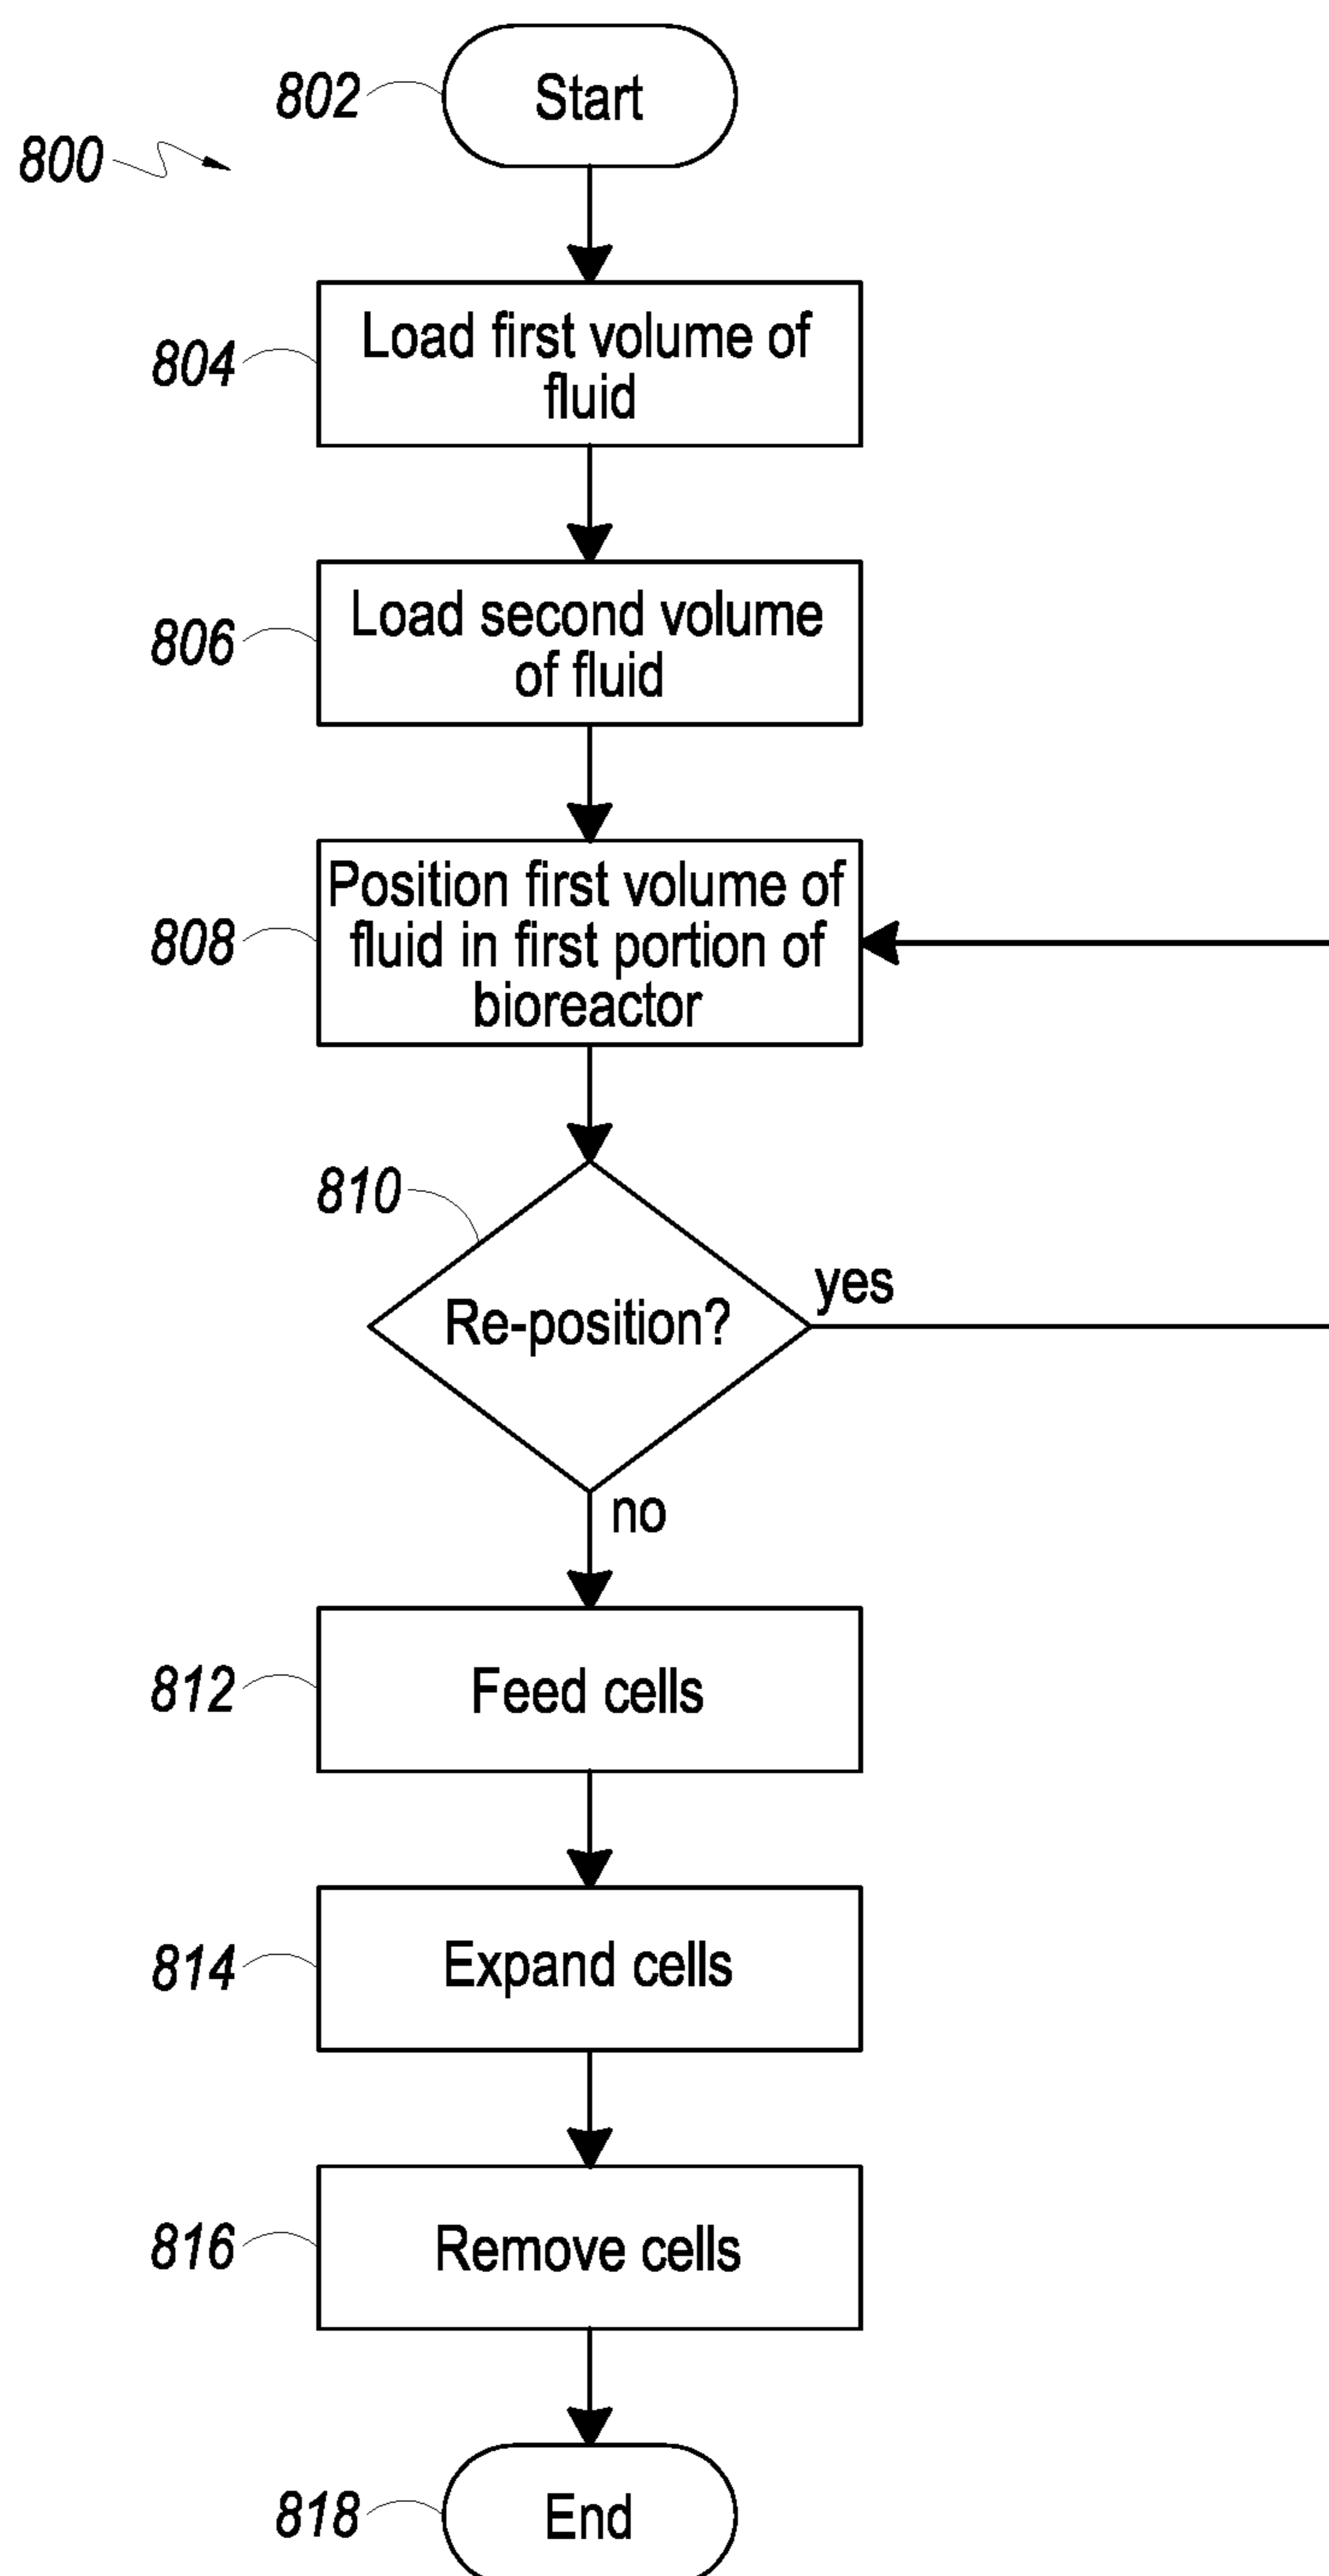 802
Start
800
Load first volume of
fluid
804
Load second volume
of fluid
806
Position first volume of
fluid in first portion of
bioreactor
808
810
Re-position?
yes
no
812
Feed cells
814
Expand cells
816
Remove cells
818
End